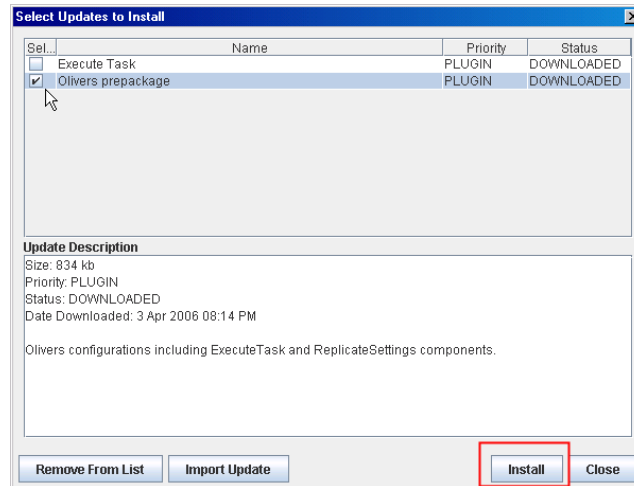 Select Updates to Install
Sel... Name Priority Status
Execute Task PLUGIN DOWNLOADED
Olivers prepackage PLUGIN DOWNLOADED
Update Description
Size: 834 kb
Priority: PLUGIN
Status: DOWNLOADED
Date Downloaded: 3 Apr 2006 08:14 PM
Olivers configurations including ExecuteTask and ReplicateSettings components.
Remove From List Import Update Install Close